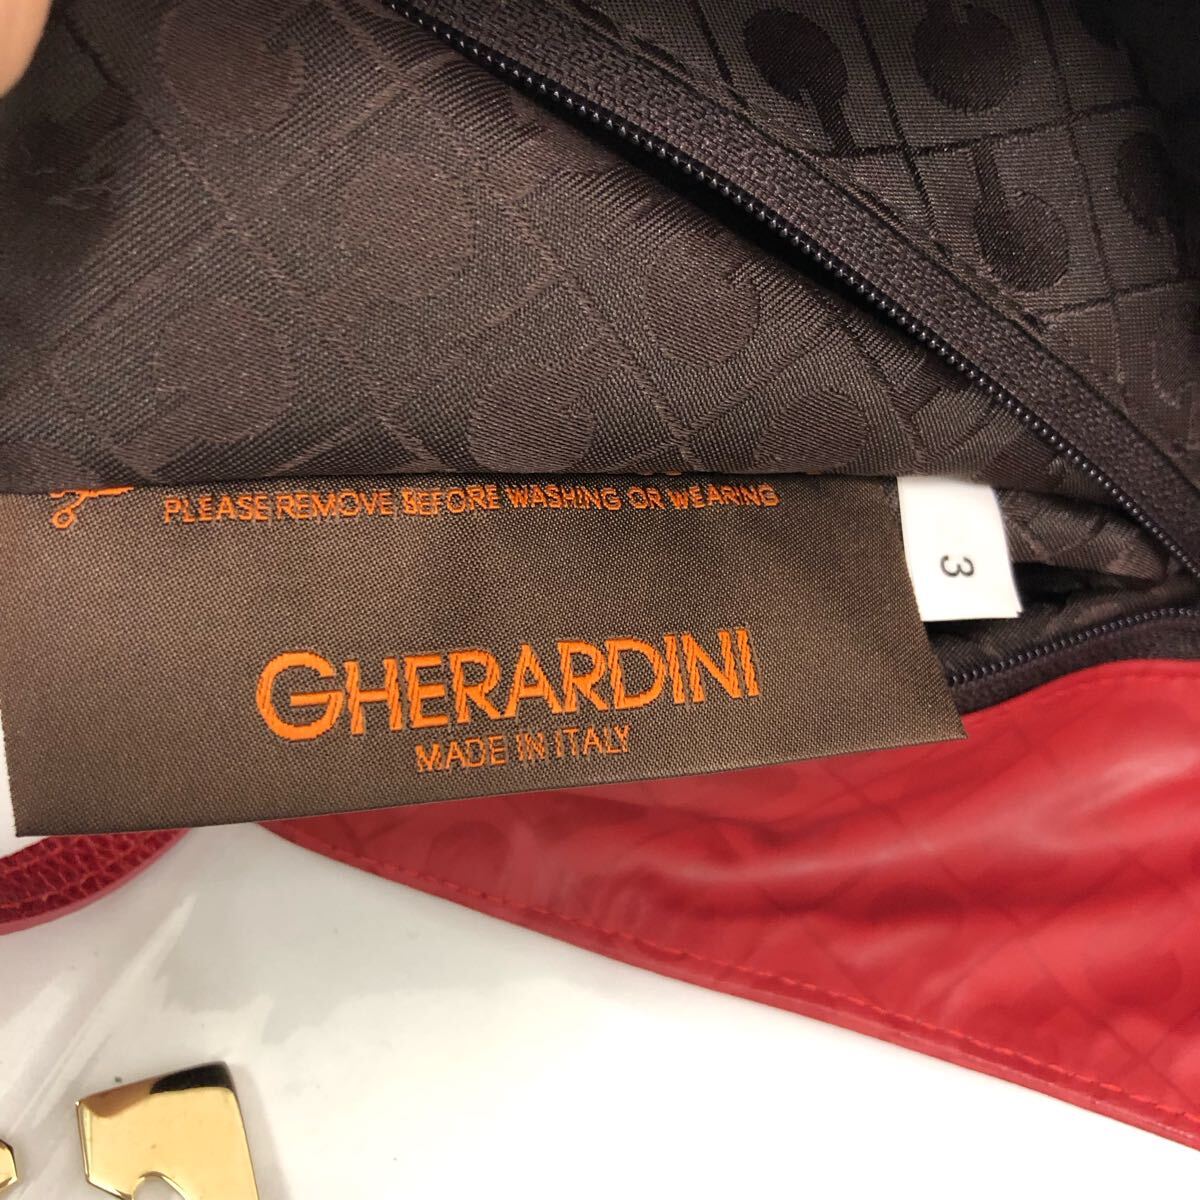 PLEASE REMOVE BEFORE WASHING OR WEARING
3
GHERARDINI
MADE IN ITALY